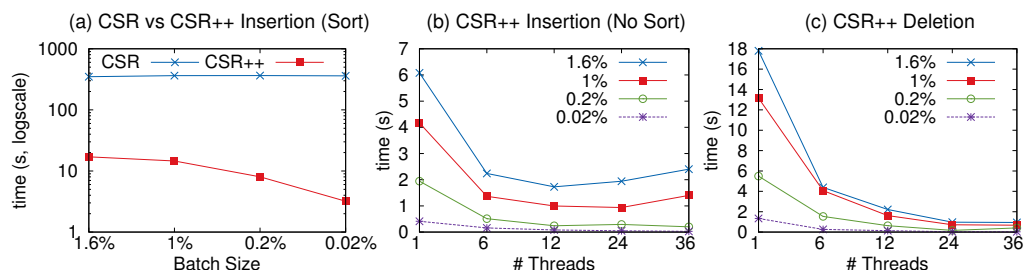 (a) CSR vs CSR++ Insertion (Sort)
time (s, logscale)
1000
100
10
1
CSR
CSR++
1.6% 1% 0.2% 0.02%
Batch Size
(b) CSR++ Insertion (No Sort)
time (s)
7
6
5
4
3
2
1
0
1.6%
1%
0.2%
0.02%
1 6 12 24 36
# Threads
(c) CSR++ Deletion
time (s)
18
16
14
12
10
8
6
4
2
0
1.6%
1%
0.2%
0.02%
1 6 12 24 36
# Threads